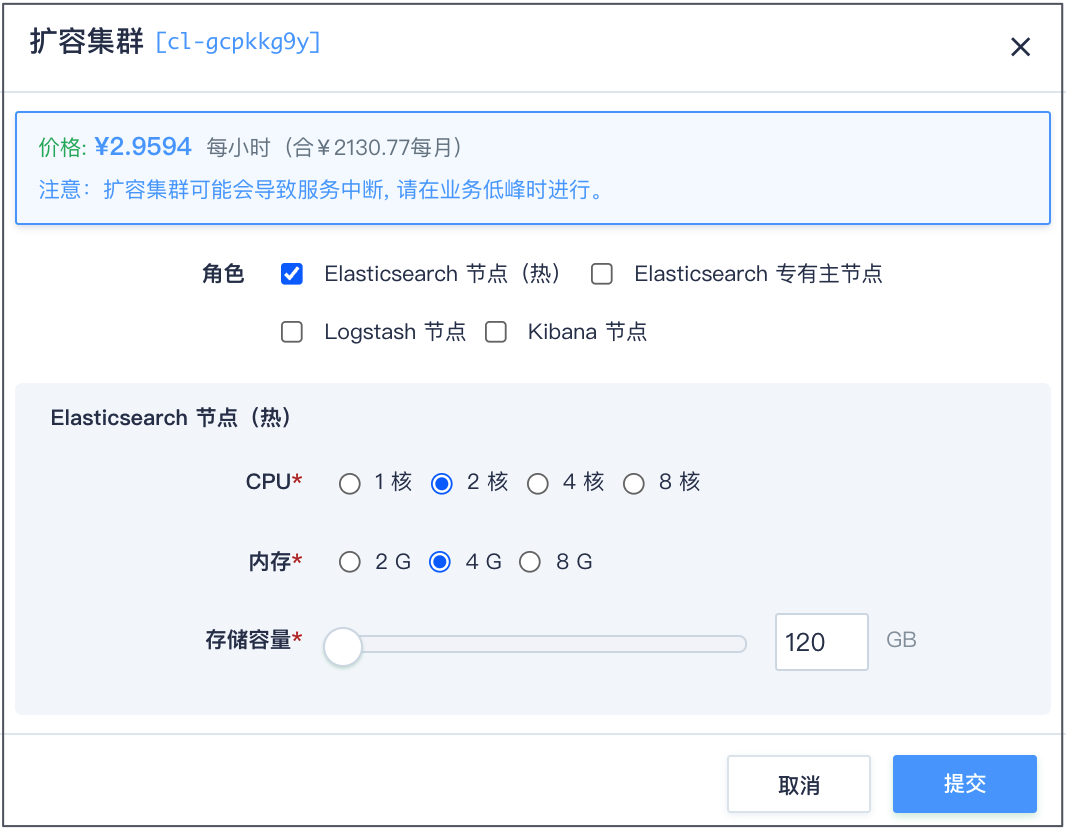 扩容集群 [cl-gcpkkg9y]
价格: ¥2.9594 每小时（合￥2130.77每月）
注意：扩容集群可能会导致服务中断, 请在业务低峰时进行。
角色 Elasticsearch 节点（热） Elasticsearch 专有主节点
Logstash 节点 Kibana 节点
Elasticsearch 节点（热）
CPU* 1 核 2 核 4 核 8 核
内存* 2 G 4 G 8 G
存储容量* 120 GB
取消 提交